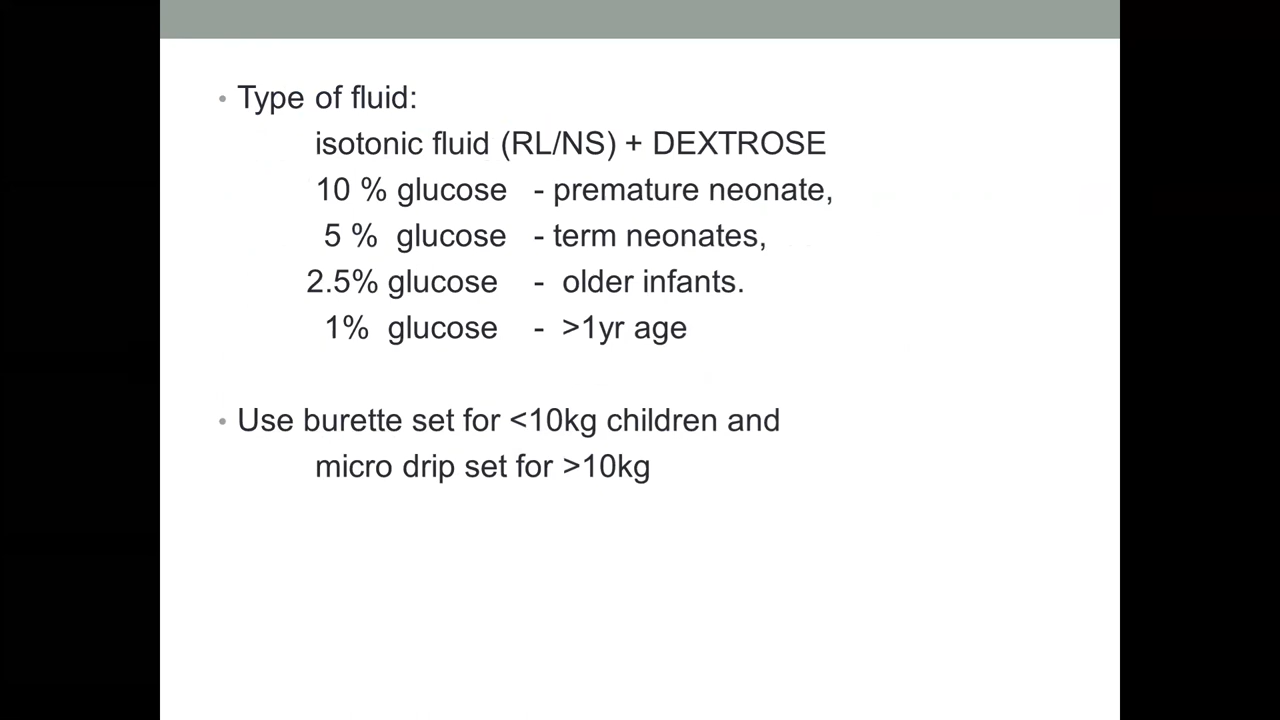 • Type of fluid:
isotonic fluid (RL/NS) + DEXTROSE
10 % glucose - premature neonate,
5 % glucose - term neonates,
2.5% glucose - older infants.
1% glucose - >1yr age
• Use burette set for <10kg children and
micro drip set for >10kg